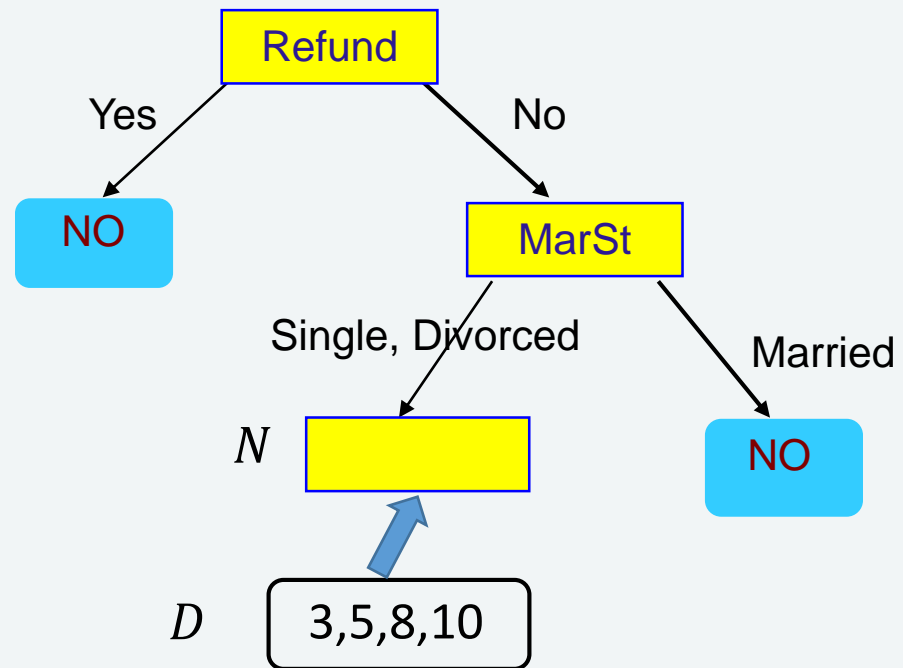 Refund
Yes
No
NO
MarSt
Single, Divorced
Married
N
NO
D
3,5,8,10